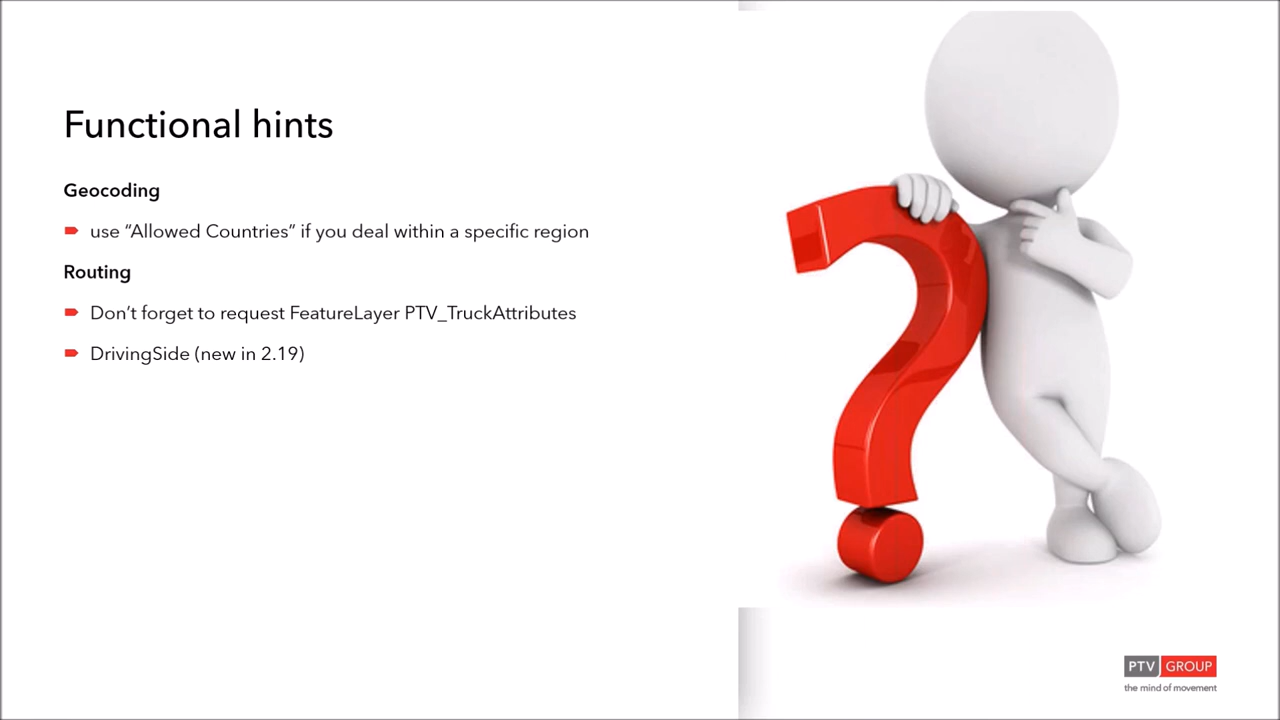 Functional hints
Geocoding
use “Allowed Countries” if you deal within a specific region
Routing
Don’t forget to request FeatureLayer PTV_TruckAttributes
DrivingSide (new in 2.19)
PTV GROUP
the mind of movement